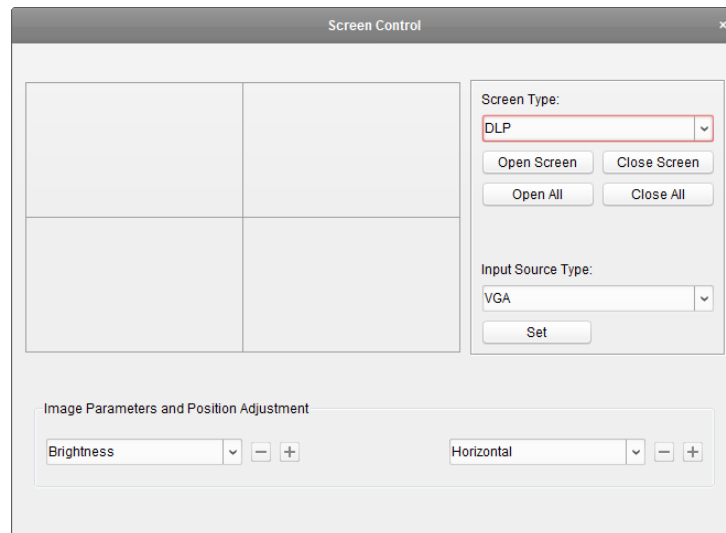 Screen Control
Screen Type:
DLP
Open Screen Close Screen
Open All Close All
Input Source Type:
VGA
Set
Image Parameters and Position Adjustment
Brightness Horizontal